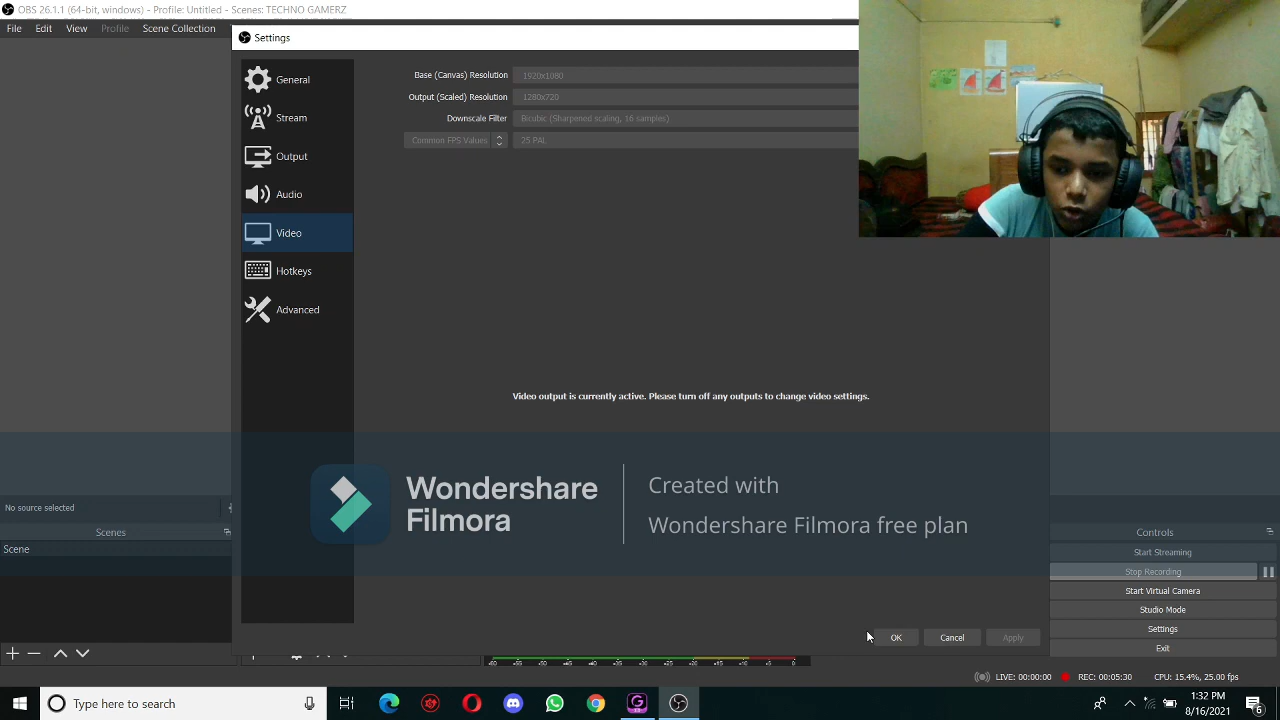 OBS 26.1.1 (64-bit, windows) - Profile: Untitled - Scenes: TECHNO GAMERZ
File Edit View Profile Scene Collection
Settings
General
Stream
Output
Audio
Video
Hotkeys
Advanced
Base (Canvas) Resolution 1920x1080
Output (Scaled) Resolution 1280x720
Downscale Filter Bicubic (Sharpened scaling, 16 samples)
Common FPS Values 25 PAL
Video output is currently active. Please turn off any outputs to change video settings.
Wondershare
Filmora
Created with
Wondershare Filmora free plan
No source selected
Scenes
Scene
Controls
Start Streaming
Stop Recording
Start Virtual Camera
Studio Mode
Settings
Exit
OK Cancel Apply
LIVE: 00:00:00 REC: 00:05:30 CPU: 15.4%, 25.00 fps
Type here to search
1:32 PM
8/16/2021
6